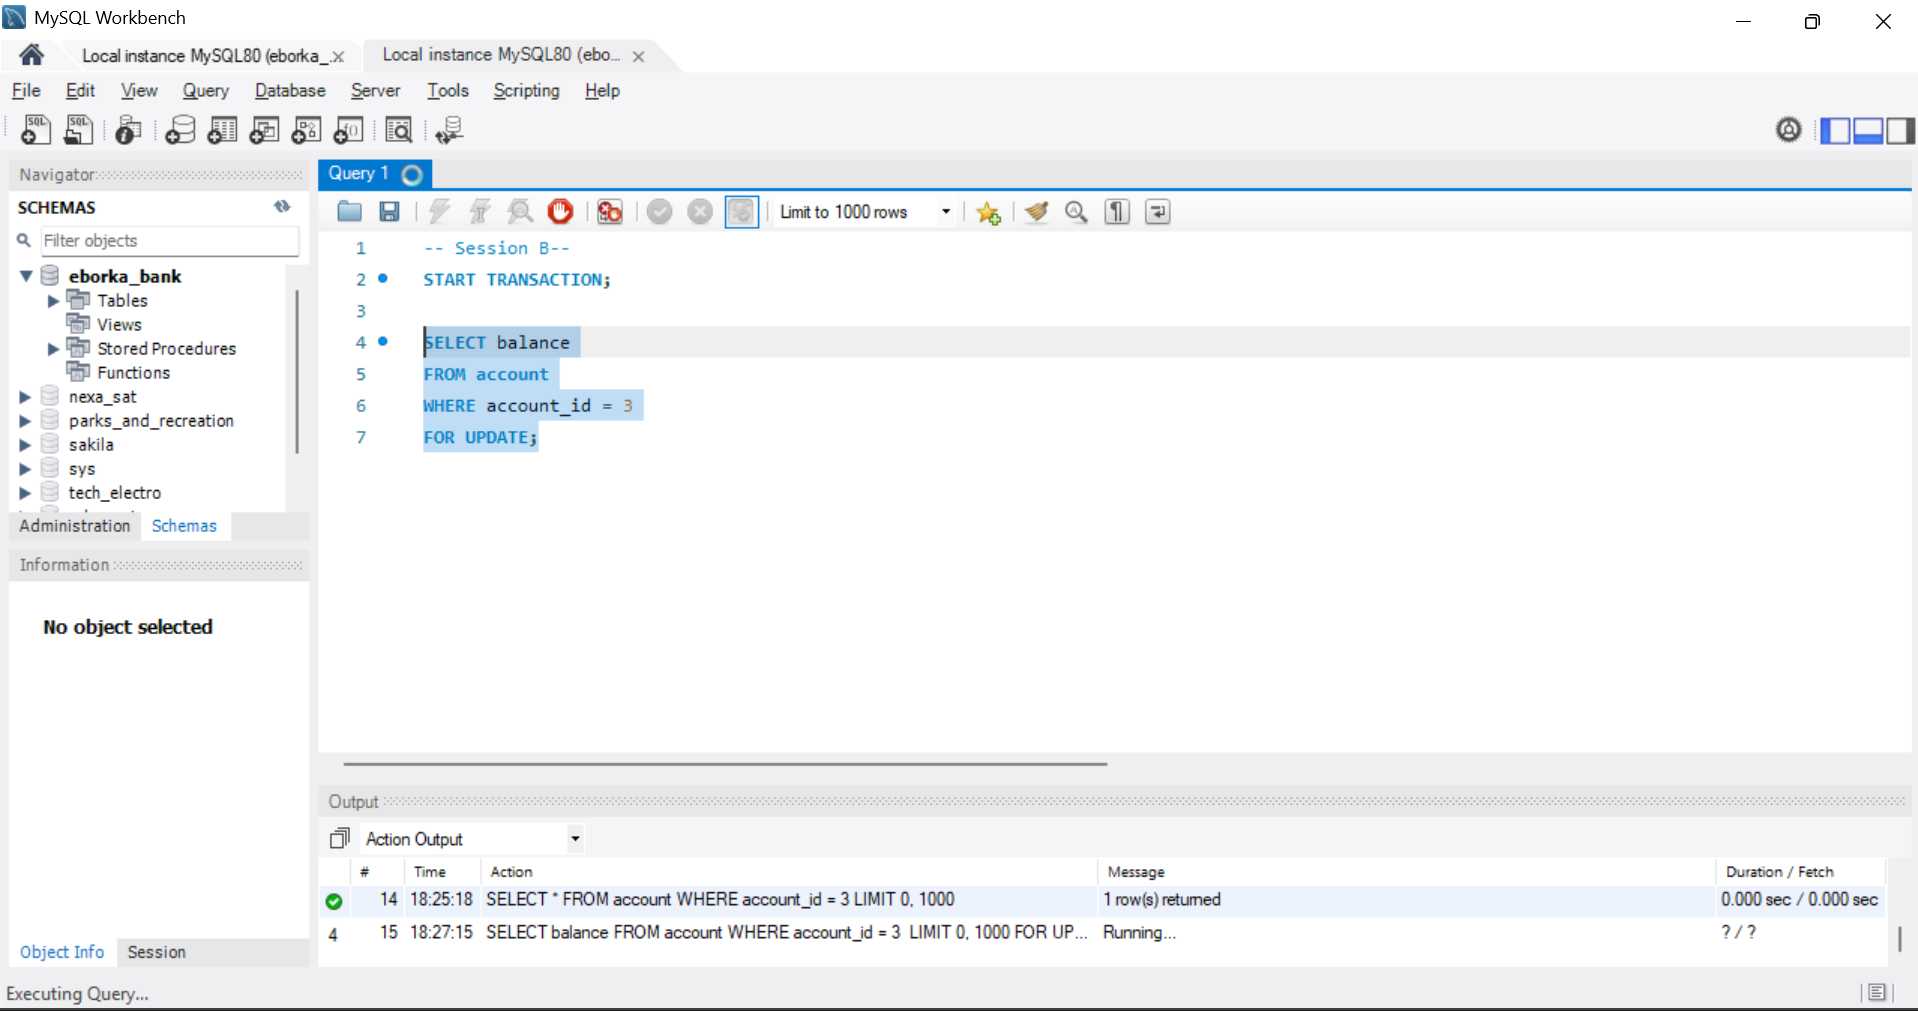 MySQL Workbench
Local instance MySQL80 (eborka_.
Local instance MySQL80 (ebo...
File Edit View Query Database Server Tools Scripting Help
SQL SQL
Navigator
SCHEMAS
Filter objects
eborka_bank
Tables
Views
Stored Procedures
Functions
nexa_sat
parks_and_recreation
sakila
sys
tech_electro
Administration Schemas
Information
No object selected
Object Info Session
Query 1
Limit to 1000 rows
1 -- Session B--
2 START TRANSACTION;
3
4 SELECT balance
5 FROM account
6 WHERE account_id = 3
7 FOR UPDATE;
Output
Action Output
# Time Action Message Duration / Fetch
14 18:25:18 SELECT * FROM account WHERE account_id = 3 LIMIT 0, 1000 1 row(s) returned 0.000 sec / 0.000 sec
4 15 18:27:15 SELECT balance FROM account WHERE account_id = 3 LIMIT 0, 1000 FOR UP... Running... ? / ?
Executing Query...